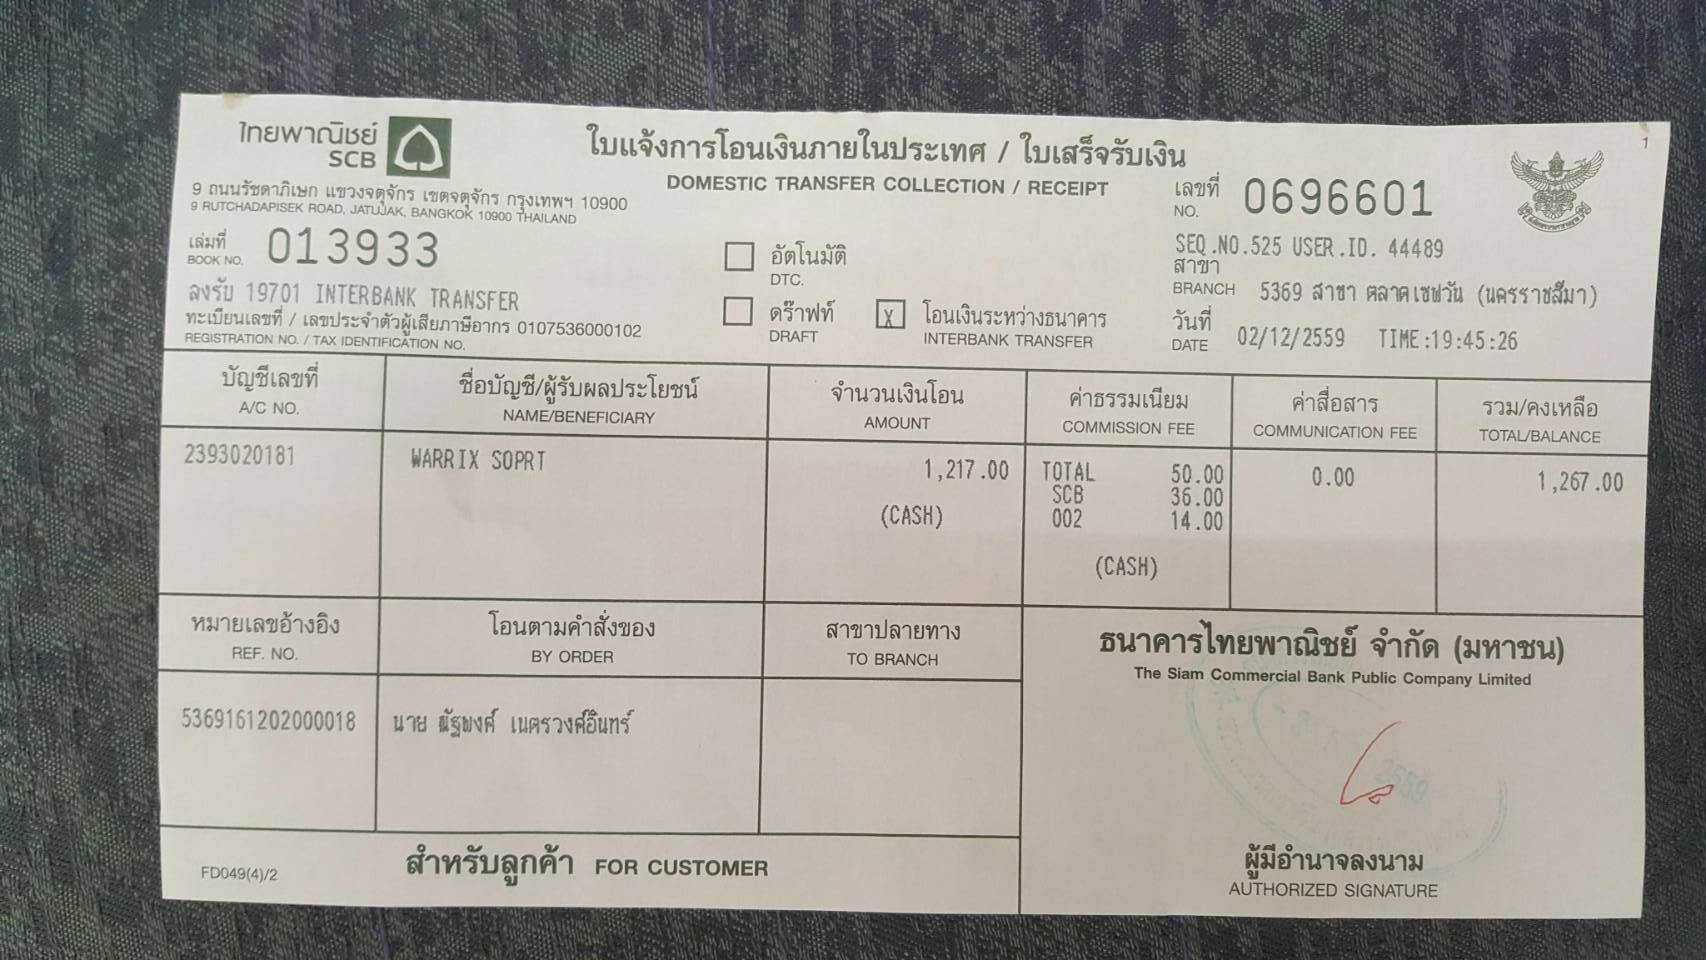 ไทยพาณิชย์
SCB
9 ถนนรัชดาภิเษก แขวงจตุจักร เขตจตุจักร กรุงเทพฯ 10900
9 RUTCHADAPISEK ROAD, JATUJAK, BANGKOK 10900 THAILAND
เล่มที่ 013933
BOOK NO.
ลงรับ 19701 INTERBANK TRANSFER
ทะเบียนเลขที่ / เลขประจำตัวผู้เสียภาษีอากร 0107536000102
REGISTRATION NO. / TAX IDENTIFICATION NO.
ใบแจ้งการโอนเงินภายในประเทศ / ใบเสร็จรับเงิน
DOMESTIC TRANSFER COLLECTION / RECEIPT
อัตโนมัติ
DTC.
ดร๊าฟท์
DRAFT
X โอนเงินระหว่างธนาคาร
INTERBANK TRANSFER
1
เลขที่ 0696601
NO.
SEQ.NO.525 USER.ID. 44489
สาขา
BRANCH 5369 สาขา ตลาดเซฟวัน (นครราชสีมา)
วันที่
DATE 02/12/2559 TIME:19:45:26
บัญชีเลขที่ ชื่อบัญชี/ผู้รับผลประโยชน์ จำนวนเงินโอน ค่าธรรมเนียม ค่าสื่อสาร รวม/คงเหลือ
A/C NO. NAME/BENEFICIARY AMOUNT COMMISSION FEE COMMUNICATION FEE TOTAL/BALANCE
2393020181 WARRIX SOPRT 1,217.00 TOTAL 50.00 0.00 1,267.00
SCB 36.00
(CASH) 002 14.00
(CASH)
หมายเลขอ้างอิง โอนตามคำสั่งของ สาขาปลายทาง
REF. NO. BY ORDER TO BRANCH
5369161202000018 นาย ณัฐพงศ์ เนตรวงศ์อินทร์
ธนาคารไทยพาณิชย์ จำกัด (มหาชน)
The Siam Commercial Bank Public Company Limited
ผู้มีอำนาจลงนาม
AUTHORIZED SIGNATURE
FD049(4)/2 สำหรับลูกค้า FOR CUSTOMER